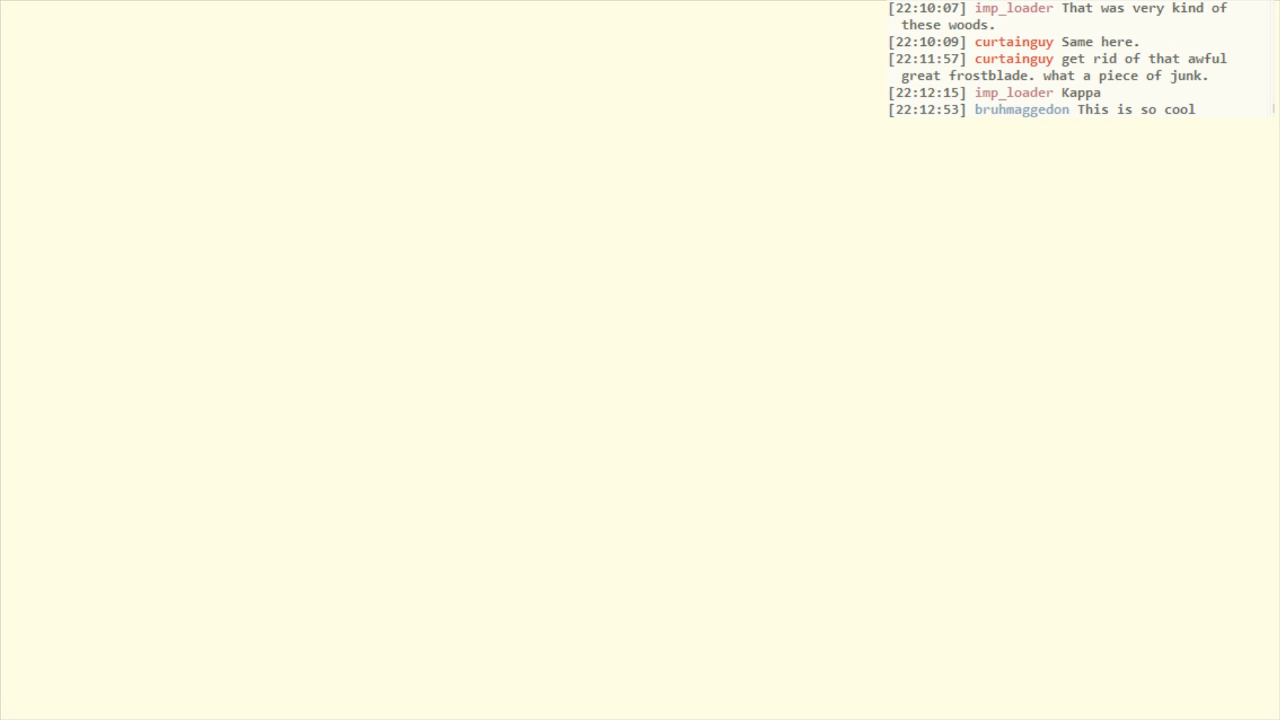 [22:10:07] imp_loader That was very kind of
these woods.
[22:10:09] curtainguy Same here.
[22:11:57] curtainguy get rid of that awful
great frostblade. what a piece of junk.
[22:12:15] imp_loader Kappa
[22:12:53] bruhmaggedon This is so cool